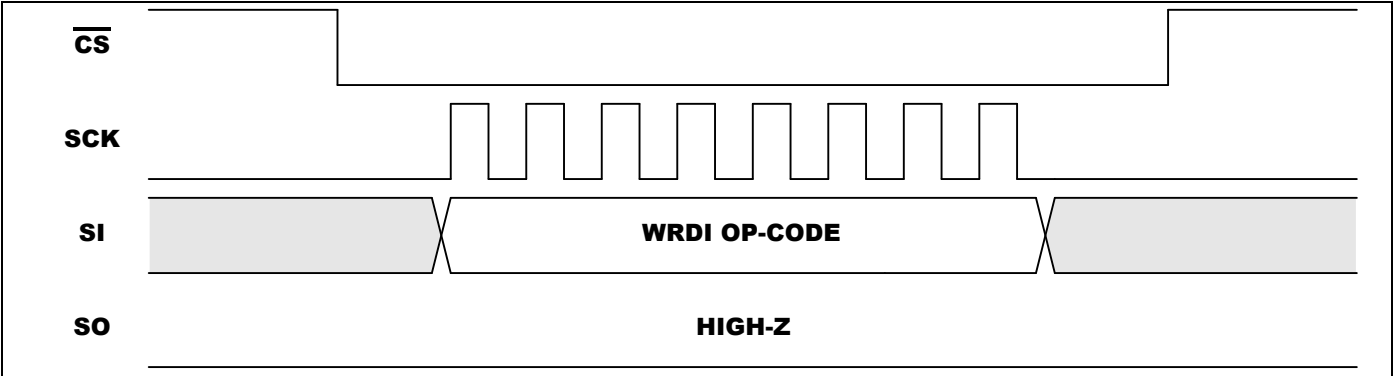 CS
SCK
SI
WRDI OP-CODE
SO
HIGH-Z